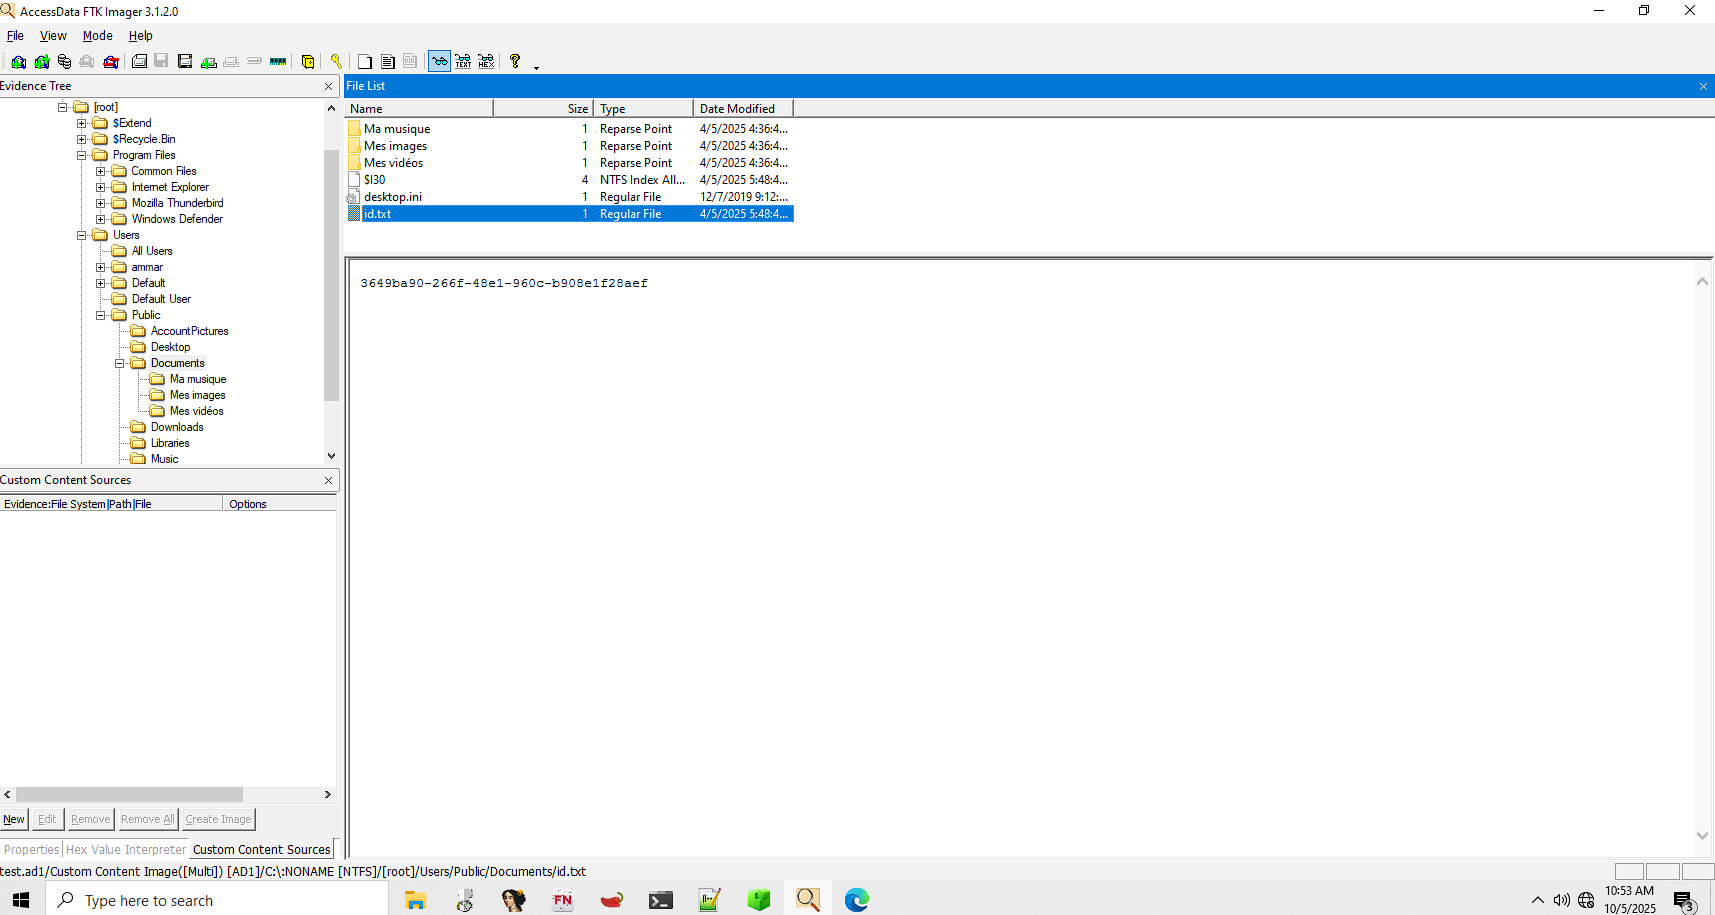 AccessData FTK Imager 3.1.2.0
File View Mode Help
TEXT HEX
Evidence Tree
[root]
$Extend
$Recycle.Bin
Program Files
Common Files
Internet Explorer
Mozilla Thunderbird
Windows Defender
Users
All Users
ammar
Default
Default User
Public
AccountPictures
Desktop
Documents
Ma musique
Mes images
Mes vidéos
Downloads
Libraries
Music
File List
Name Size Type Date Modified
Ma musique 1 Reparse Point 4/5/2025 4:36:4...
Mes images 1 Reparse Point 4/5/2025 4:36:4...
Mes vidéos 1 Reparse Point 4/5/2025 4:36:4...
$I30 4 NTFS Index All... 4/5/2025 5:48:4...
desktop.ini 1 Regular File 12/7/2019 9:12:...
id.txt 1 Regular File 4/5/2025 5:48:4...
3649ba90-266f-48e1-960c-b908e1f28aef
Custom Content Sources
Evidence:File System|Path|File Options
New Edit Remove Remove All Create Image
Properties Hex Value Interpreter Custom Content Sources
test.ad1/Custom Content Image([Multi]) [AD1]/C:\:NONAME [NTFS]/[root]/Users/Public/Documents/id.txt
Type here to search
FN
10:53 AM
10/5/2025
3